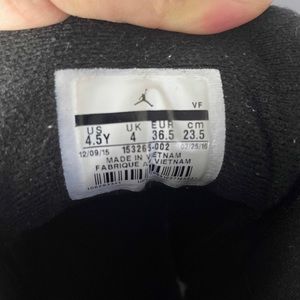 VF
US UK EUR cm
4.5Y 4 36.5 23.5
12/09/15 153265-002 02/25/16
MADE IN VIETNAM
FABRIQUE AU VIETNAM